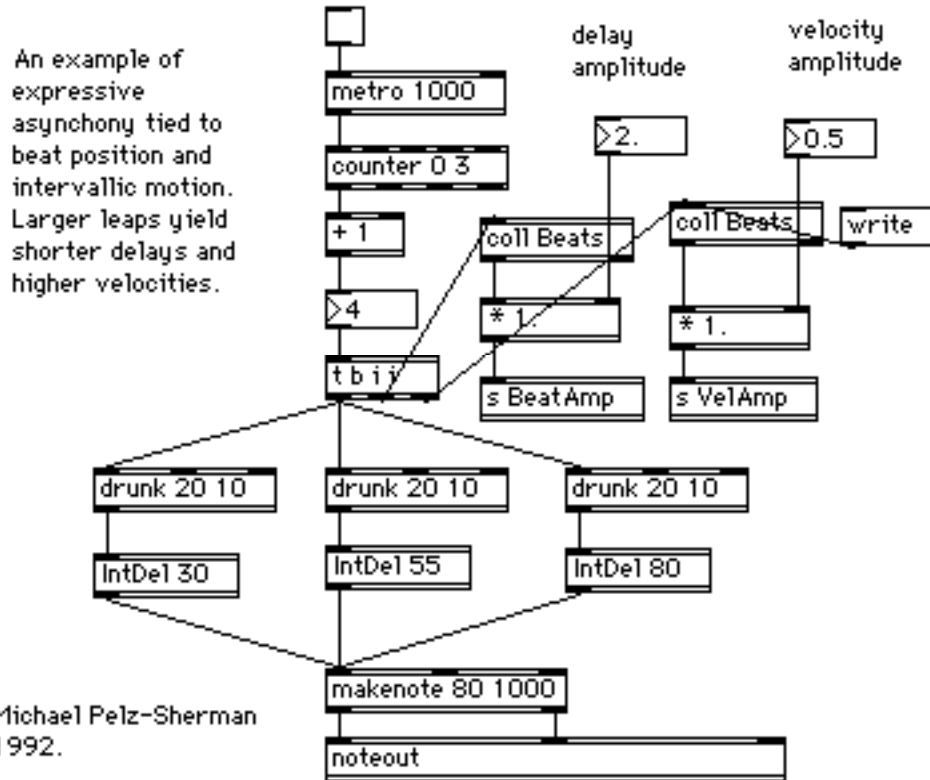 An example of
expressive
asynchony tied to
beat position and
intervallic motion.
Larger leaps yield
shorter delays and
higher velocities.
delay
amplitude
velocity
amplitude
metro 1000
2.
0.5
counter 0 3
+ 1
coll Beats
coll Beats
write
4
* 1.
* 1.
t b i i
s BeatAmp
s VelAmp
drunk 20 10
drunk 20 10
drunk 20 10
IntDel 30
IntDel 55
IntDel 80
makenote 80 1000
Michael Pelz-Sherman
1992.
noteout